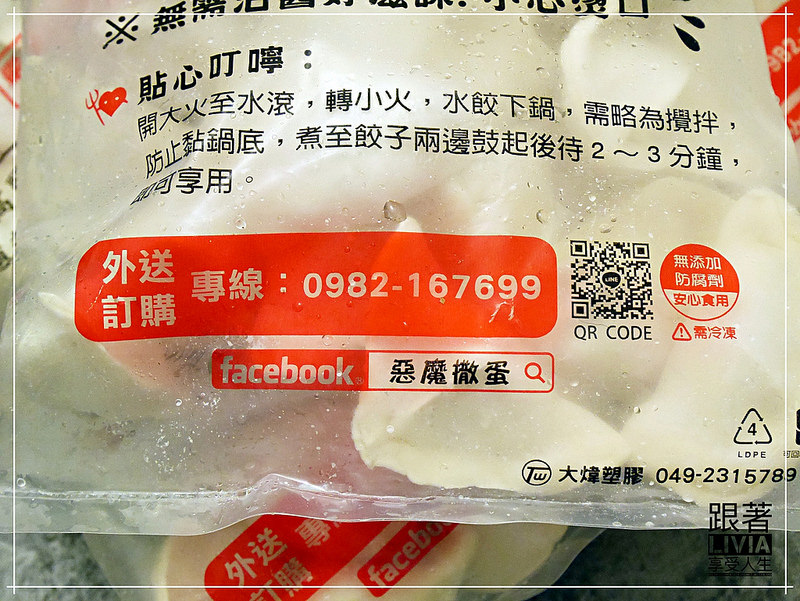 ※ 無需沾醬好滋味!小心燙口
貼心叮嚀：
開大火至水滾，轉小火，水餃下鍋，需略為攪拌，
防止黏鍋底，煮至餃子兩邊鼓起後待2～3分鐘，
即可享用。
外送
訂購
專線：0982-167699
LINE
QR CODE
無添加
防腐劑
安心食用
需冷凍
facebook 惡魔撒蛋
4
LDPE
TW 大煒塑膠 049-2315789
外送
訂購
專
facebo
跟著
LIVIA
享受人生